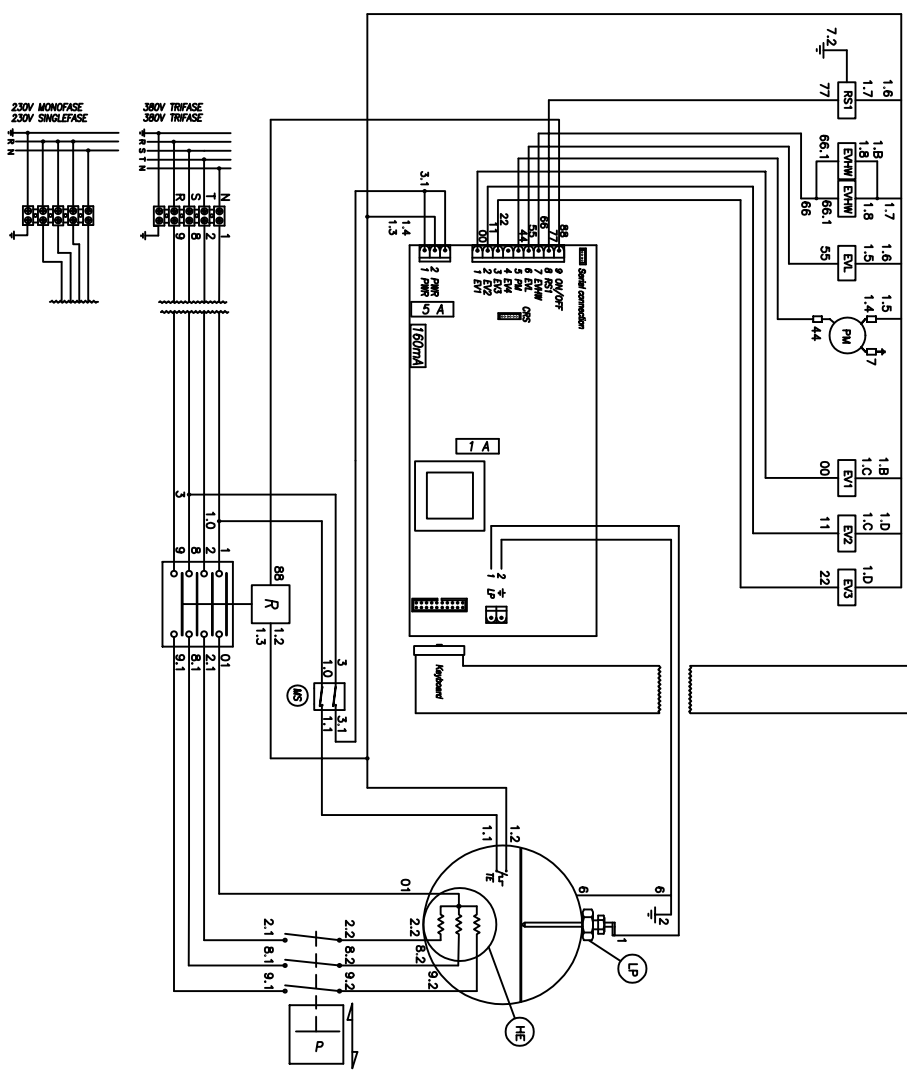 7.2
77
RS1
1.7
1.6
66.1
EVHW
1.8
1.B
66
66.1
EVHW
1.8
1.7
55
EVL
1.5
1.6
1.4
1.5
PM
44
7
00
EV1
1.C
1.B
11
EV2
1.C
1.D
22
EV3
1.D
230V MONOFASE
230V SINGLEFASE
R
N
380V TRIFASE
380V TRIFASE
R
S
T
N
R
S
T
N
9
8
2
1
3.1
1.3
1.4
00
11
22
44
55
66
77
88
1 PWR
2 PWR
1 EV1
2 EV2
3 EV3
4 EV4
5 PM
6 EVL
7 EVHW
8 RS1
9 ON/OFF
Serial connection
CRS
5 A
160mA
1 A
1
2
LP
Keyboard
3
1.0
9
8
2
1
88
R
1.3
1.2
9.1
8.1
2.1
01
1.0
3
MS
1.1
3.1
1.1
1.2
TE
01
2.1
2.2
2.2
8.1
8.2
8.2
9.1
9.2
9.2
P
HE
6
6
2
1
LP